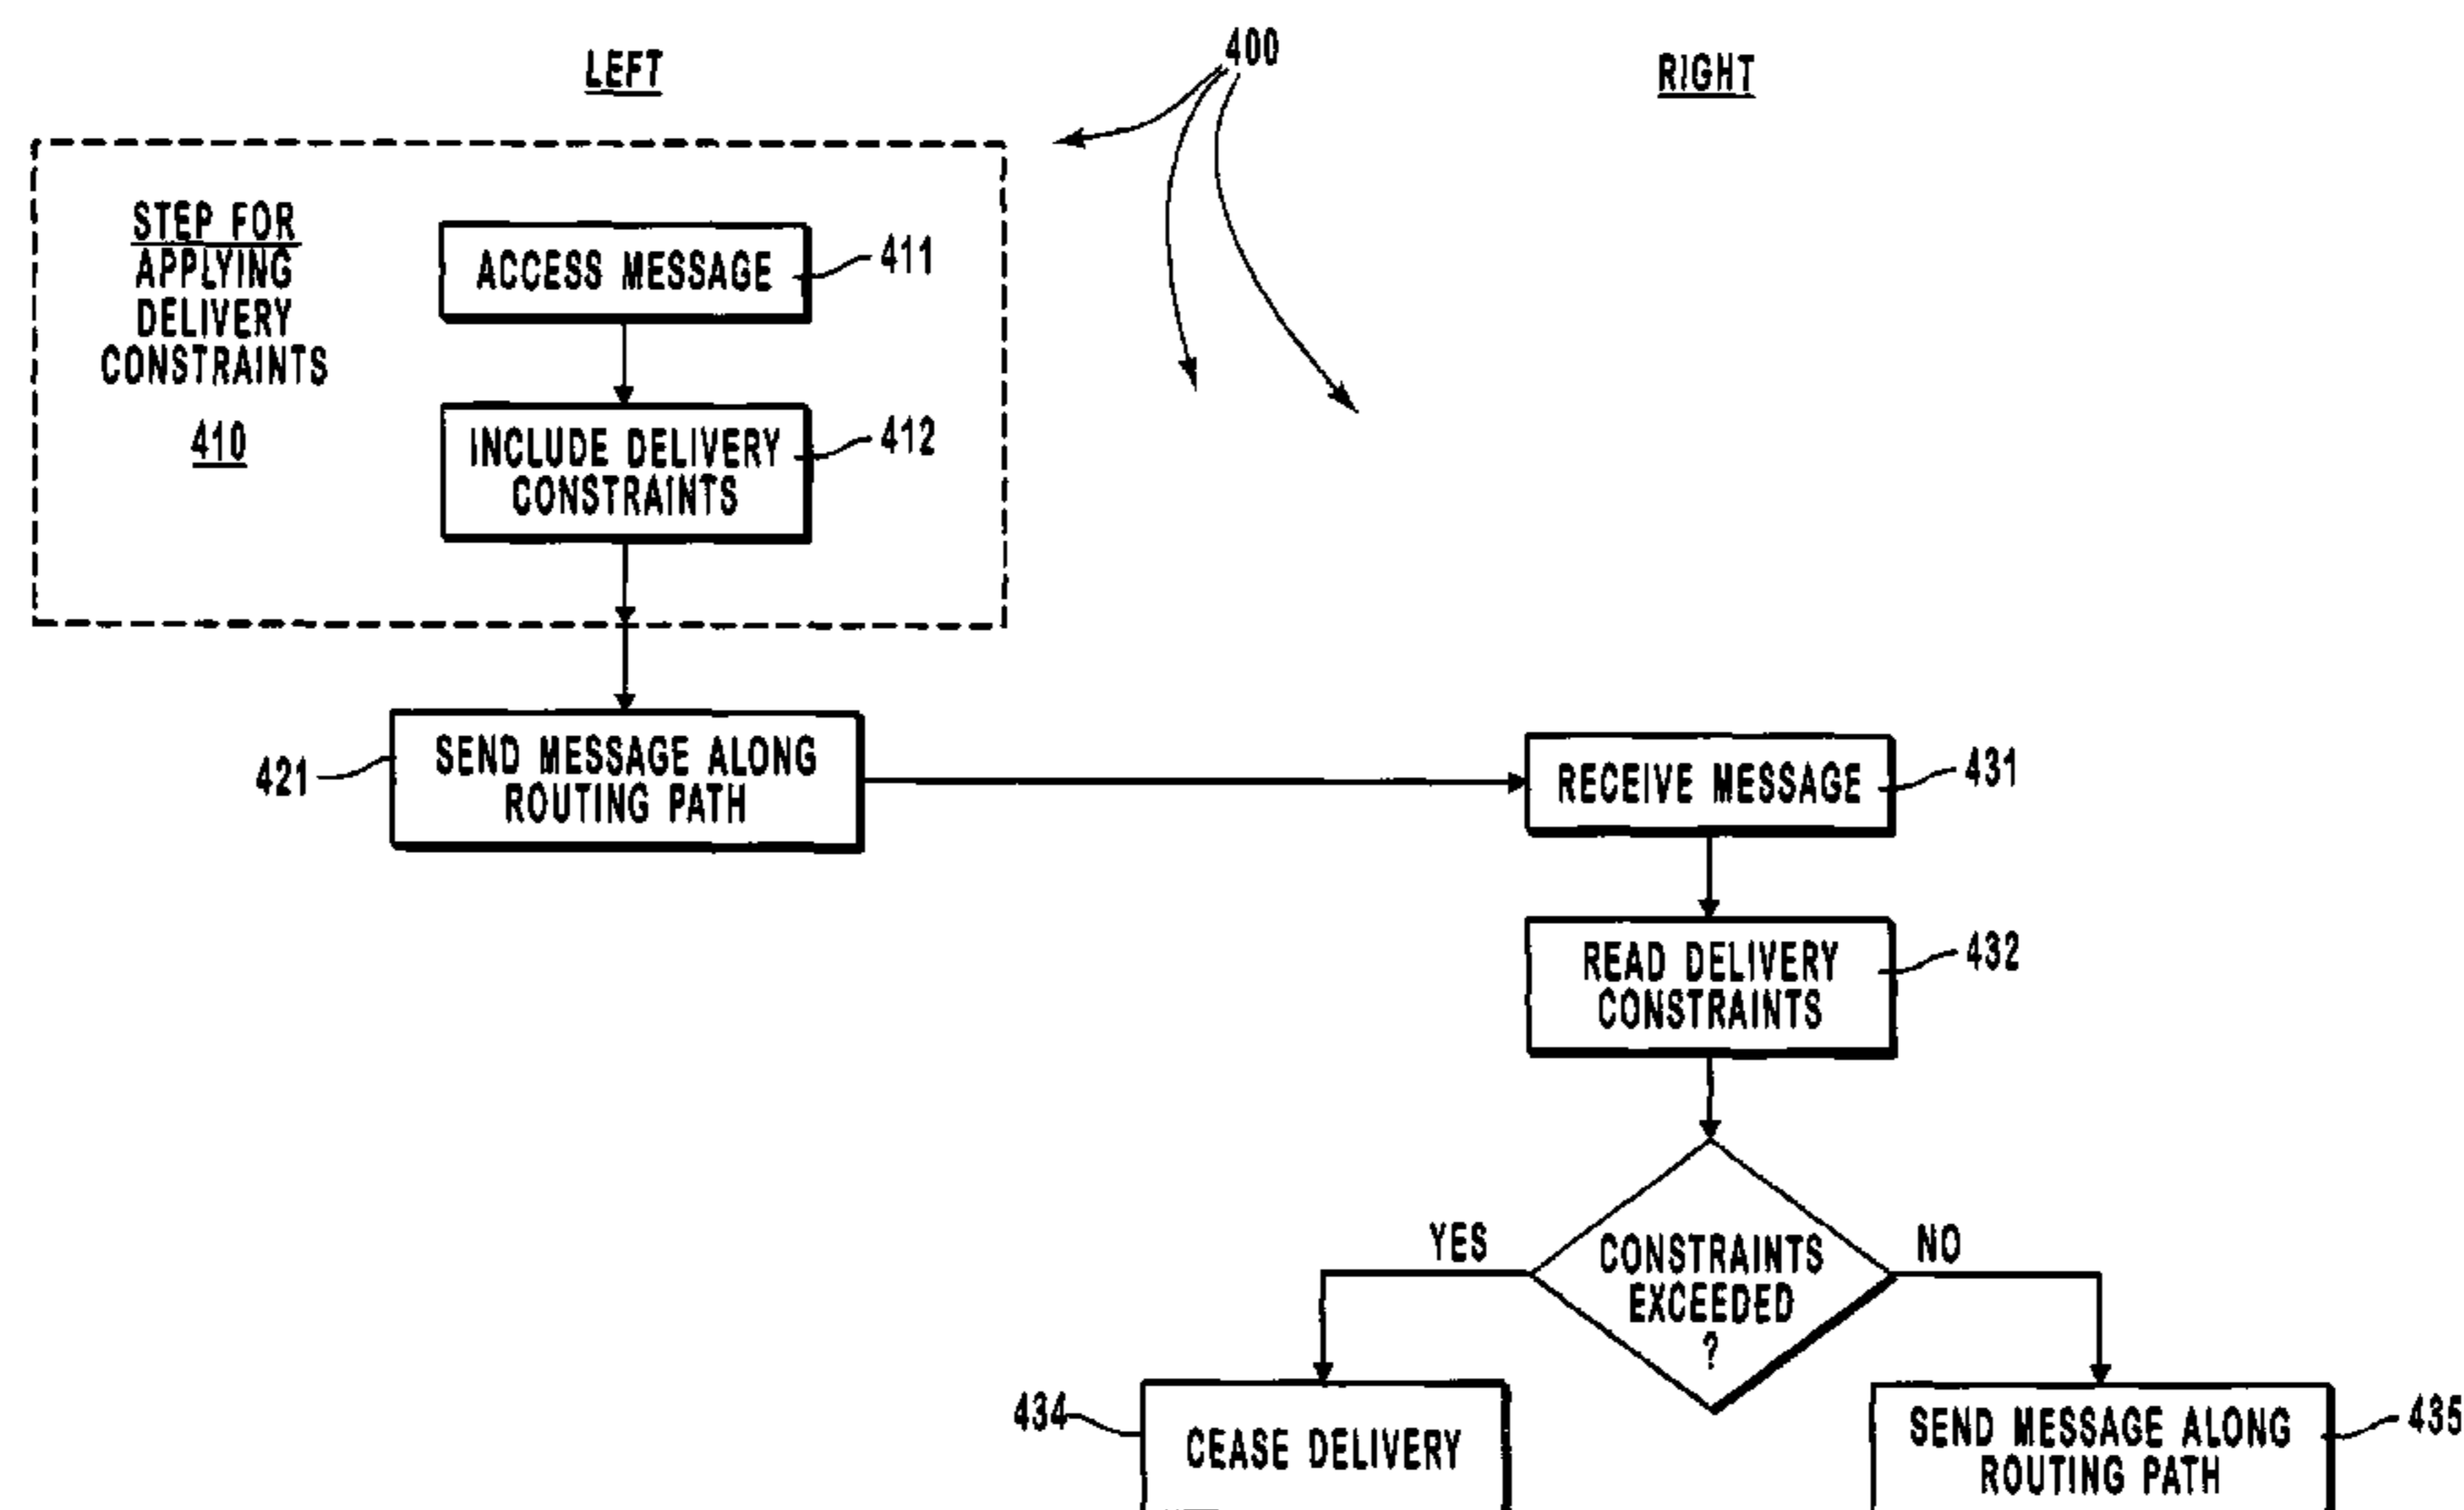 400
LEFT
RIGHT
STEP FOR
APPLYING
DELIVERY
CONSTRAINTS
410
ACCESS MESSAGE
411
INCLUDE DELIVERY
CONSTRAINTS
412
421
SEND MESSAGE ALONG
ROUTING PATH
RECEIVE MESSAGE
431
READ DELIVERY
CONSTRAINTS
432
YES
CONSTRAINTS
EXCEEDED
?
NO
434
CEASE DELIVERY
SEND MESSAGE ALONG
ROUTING PATH
435